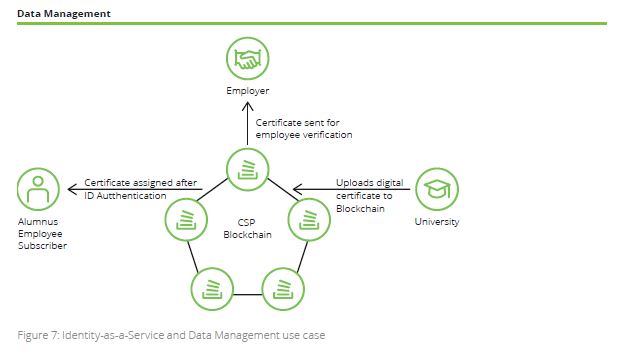 Data Management
Employer
Certificate sent for
employee verification
Certificate assigned after
ID Authtentication
Uploads digital
certificate to
Blockchain
Alumnus
Employee
Subscriber
CSP
Blockchain
University
Figure 7: Identity-as-a-Service and Data Management use case